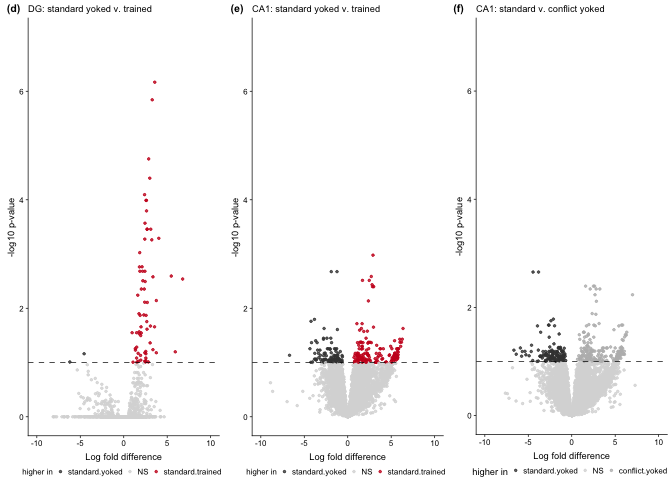 (d) DG: standard yoked v. trained
-log10 p-value
6
4
2
0
-10 -5 0 5 10
Log fold difference
higher in standard.yoked NS standard.trained
(e) CA1: standard yoked v. trained
-log10 p-value
6
4
2
0
-10 -5 0 5 10
Log fold difference
higher in standard.yoked NS standard.trained
(f) CA1: standard v. conflict yoked
-log10 p-value
6
4
2
0
-10 -5 0 5 10
Log fold difference
higher in standard.yoked NS conflict.yoked